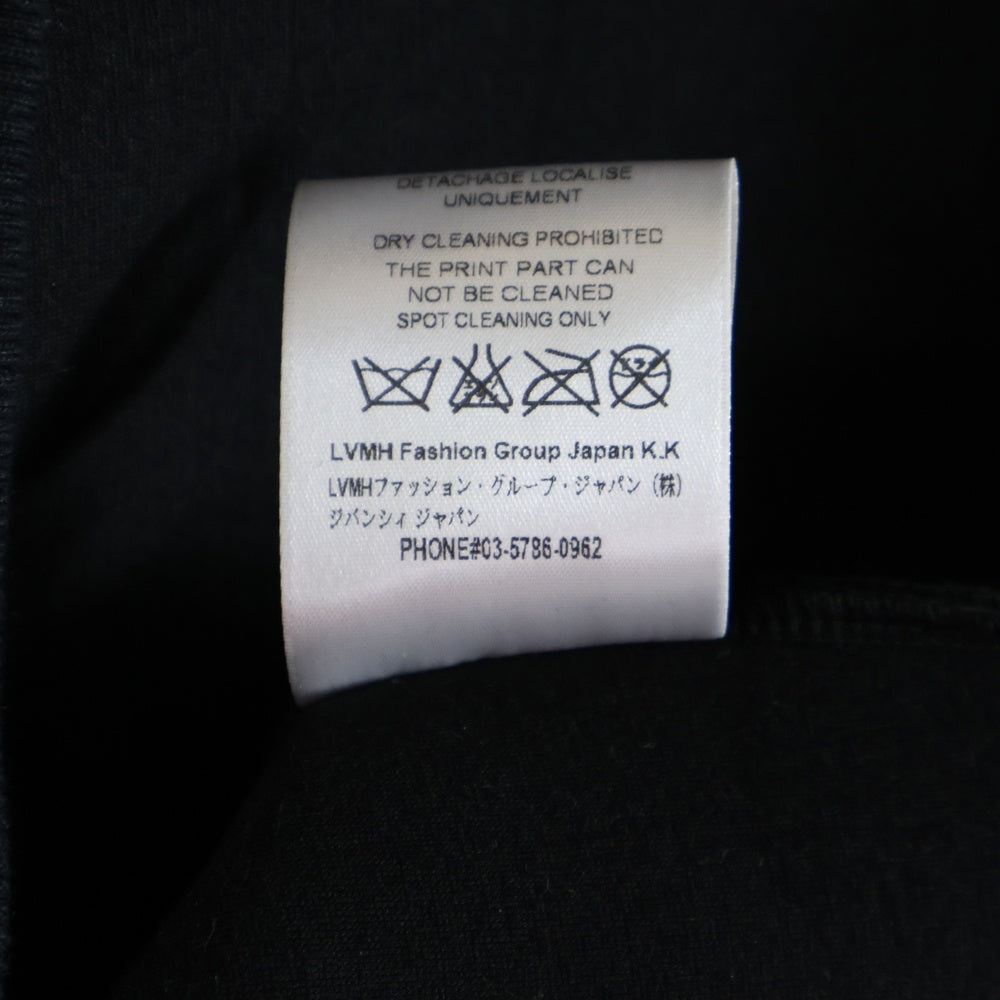 DETACHAGE LOCALISE
UNIQUEMENT
DRY CLEANING PROHIBITED
THE PRINT PART CAN
NOT BE CLEANED
SPOT CLEANING ONLY
LVMH Fashion Group Japan K.K
LVMHファッション・グループ・ジャパン (株)
ジバンシィ ジャパン
PHONE#03-5786-0962